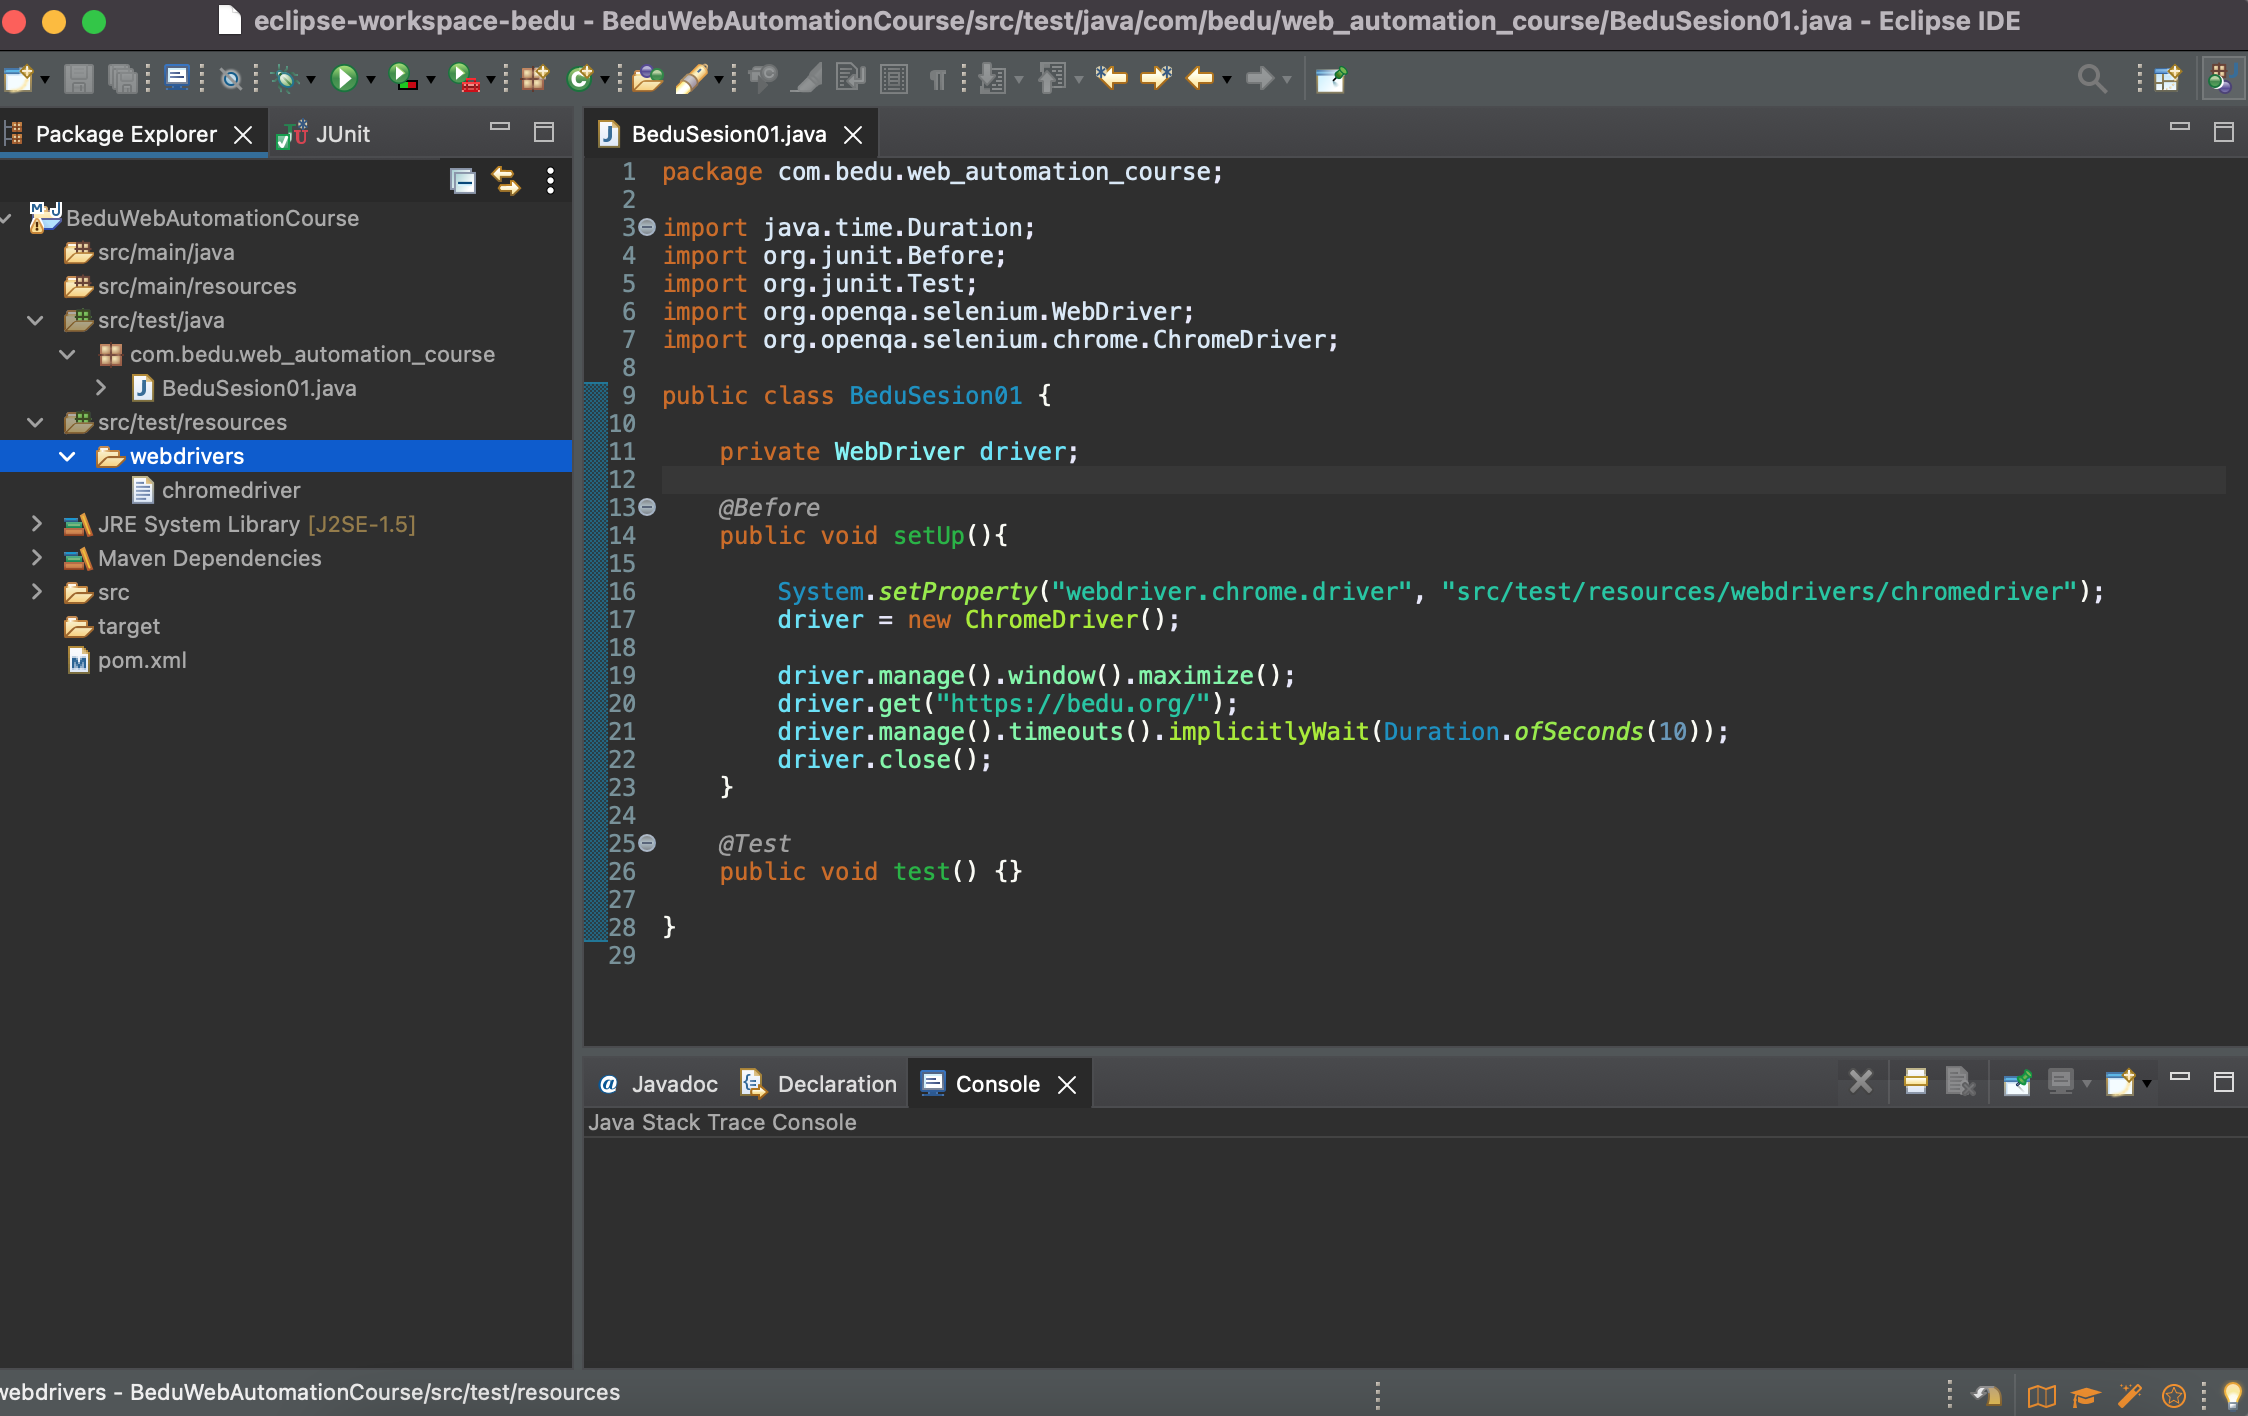 eclipse-workspace-bedu - BeduWebAutomationCourse/src/test/java/com/bedu/web_automation_course/BeduSesion01.java - Eclipse IDE
Package Explorer
JUnit
BeduWebAutomationCourse
src/main/java
src/main/resources
src/test/java
com.bedu.web_automation_course
BeduSesion01.java
src/test/resources
webdrivers
chromedriver
JRE System Library [J2SE-1.5]
Maven Dependencies
src
target
pom.xml
BeduSesion01.java
1 package com.bedu.web_automation_course;
2
3 import java.time.Duration;
4 import org.junit.Before;
5 import org.junit.Test;
6 import org.openqa.selenium.WebDriver;
7 import org.openqa.selenium.chrome.ChromeDriver;
8
9 public class BeduSesion01 {
10
11 private WebDriver driver;
12
13 @Before
14 public void setUp(){
15
16 System.setProperty("webdriver.chrome.driver", "src/test/resources/webdrivers/chromedriver");
17 driver = new ChromeDriver();
18
19 driver.manage().window().maximize();
20 driver.get("https://bedu.org/");
21 driver.manage().timeouts().implicitlyWait(Duration.ofSeconds(10));
22 driver.close();
23 }
24
25 @Test
26 public void test() {}
27
28 }
29
Javadoc
Declaration
Console
Java Stack Trace Console
webdrivers - BeduWebAutomationCourse/src/test/resources